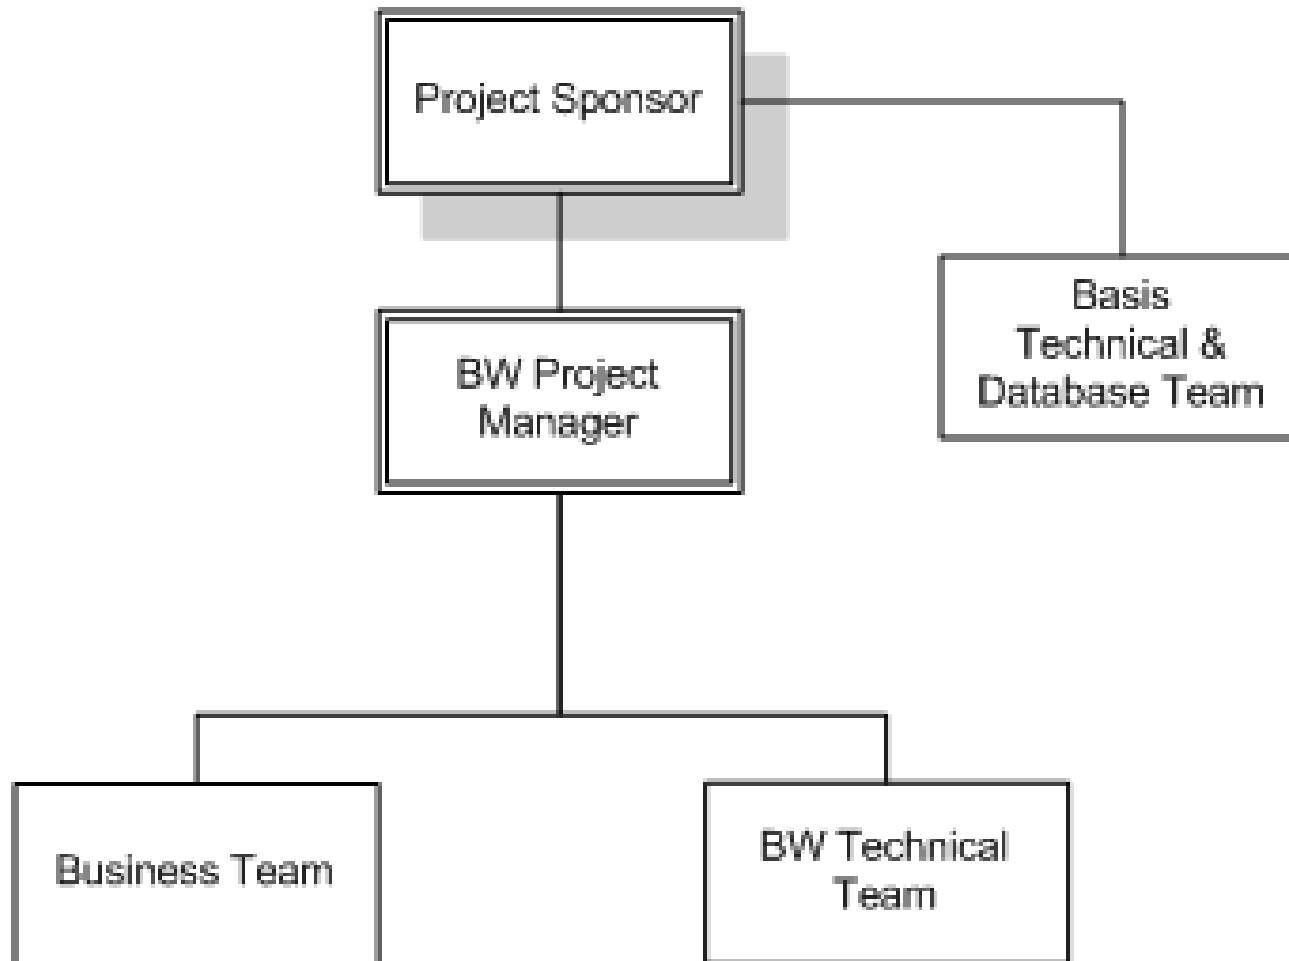 Project Sponsor
Basis
Technical &
Database Team
BW Project
Manager
Business Team
BW Technical
Team